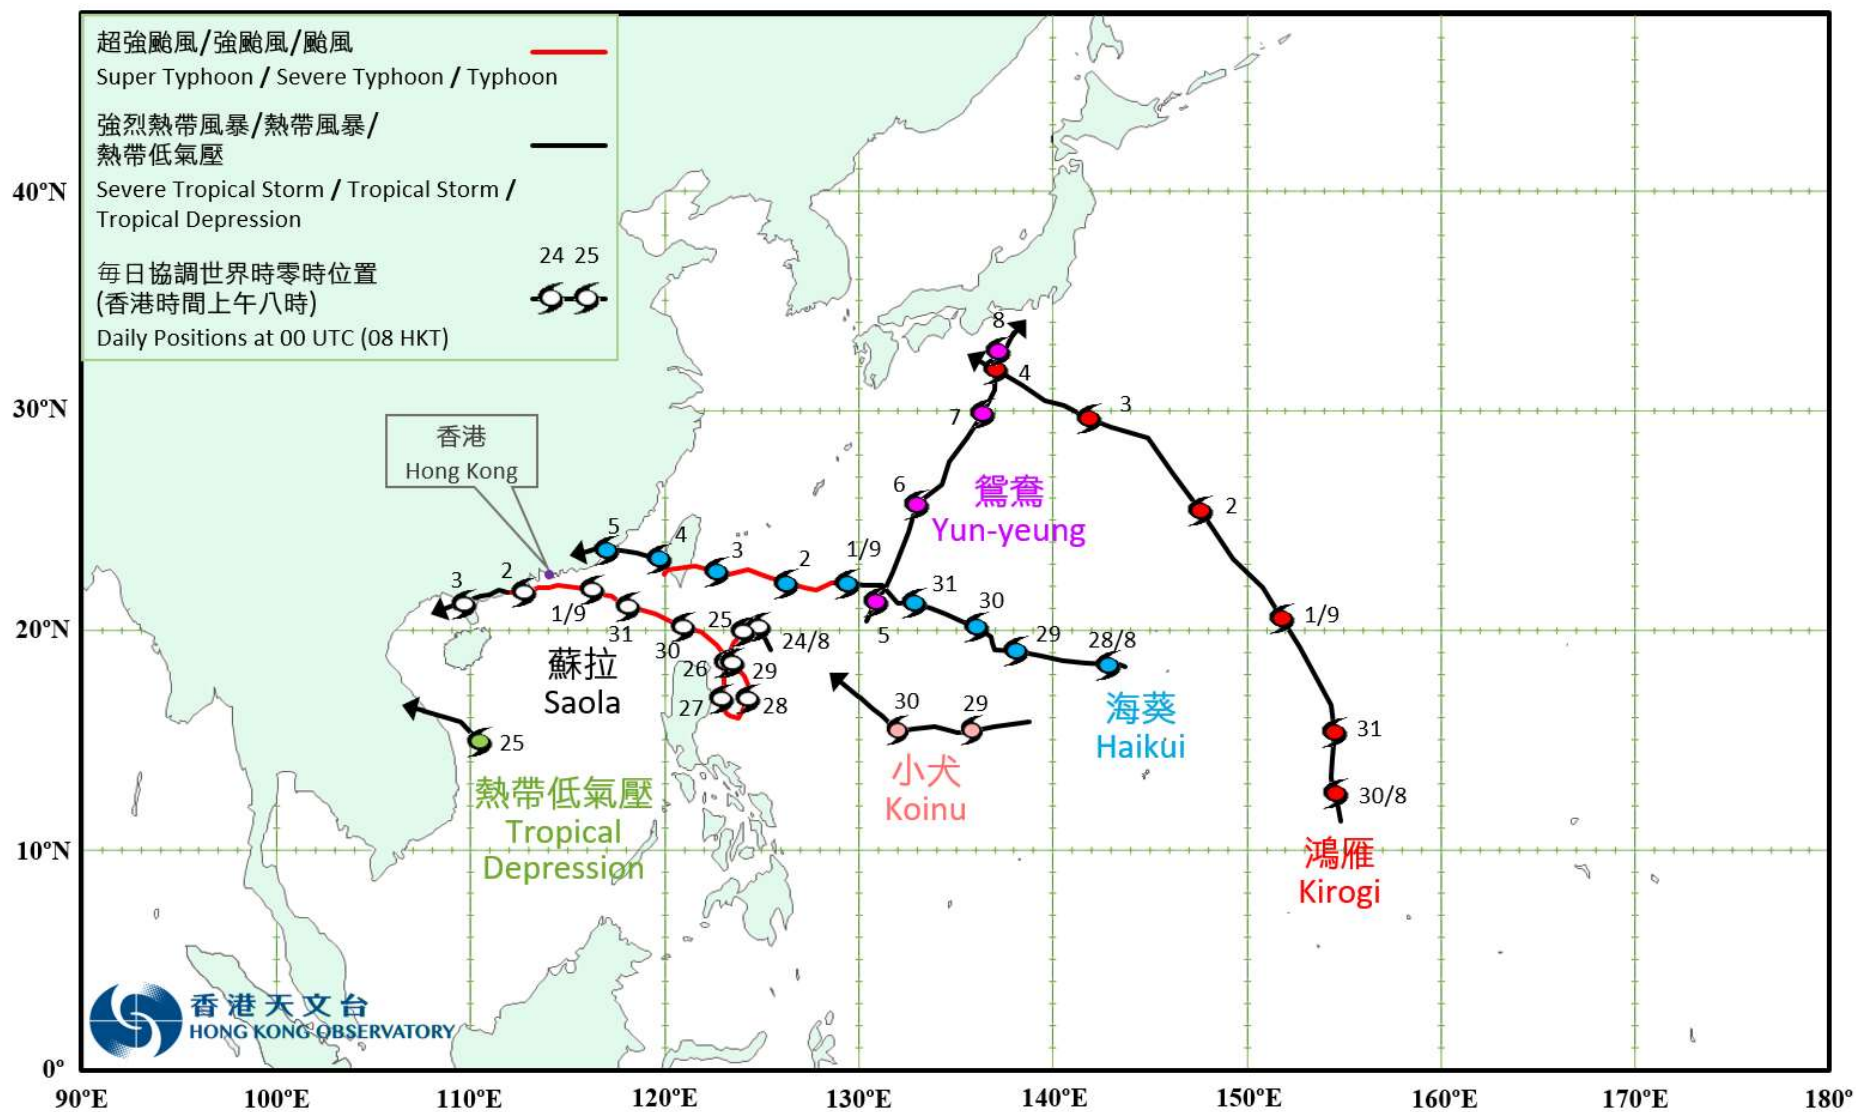 超強颱風/強颱風/颱風
Super Typhoon / Severe Typhoon / Typhoon
強烈熱帶風暴/熱帶風暴/
熱帶低氣壓
Severe Tropical Storm / Tropical Storm /
Tropical Depression
24 25
每日協調世界時零時位置
(香港時間上午八時)
Daily Positions at 00 UTC (08 HKT)
40°N
30°N
20°N
10°N
0°
90°E
100°E
110°E
120°E
130°E
140°E
150°E
160°E
170°E
180°
香港
Hong Kong
8
4
3
7
6
5
鴛鴦
Yun-yeung
2
1/9
31
30/8
鴻雁
Kirogi
5
4
3
2
1/9
31
30
29
28/8
海葵
Haikui
3
2
1/9
31
30
25
24/8
26
29
27
28
蘇拉
Saola
30
29
小犬
Koinu
25
熱帶低氣壓
Tropical
Depression
香港天文台
HONG KONG OBSERVATORY